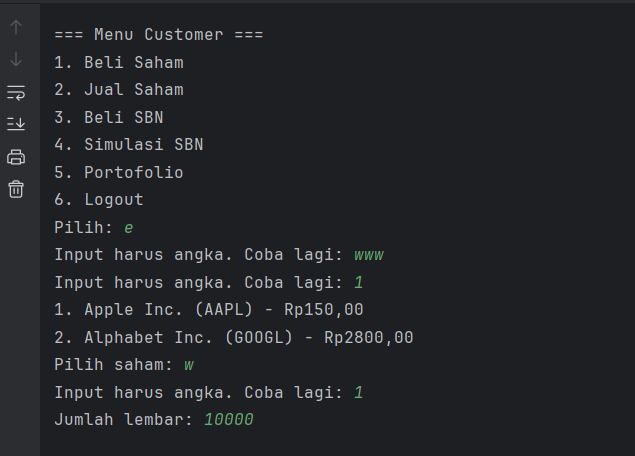 === Menu Customer ===
1. Beli Saham
2. Jual Saham
3. Beli SBN
4. Simulasi SBN
5. Portofolio
6. Logout
Pilih: e
Input harus angka. Coba lagi: www
Input harus angka. Coba lagi: 1
1. Apple Inc. (AAPL) - Rp150,00
2. Alphabet Inc. (GOOGL) - Rp2800,00
Pilih saham: w
Input harus angka. Coba lagi: 1
Jumlah lembar: 10000